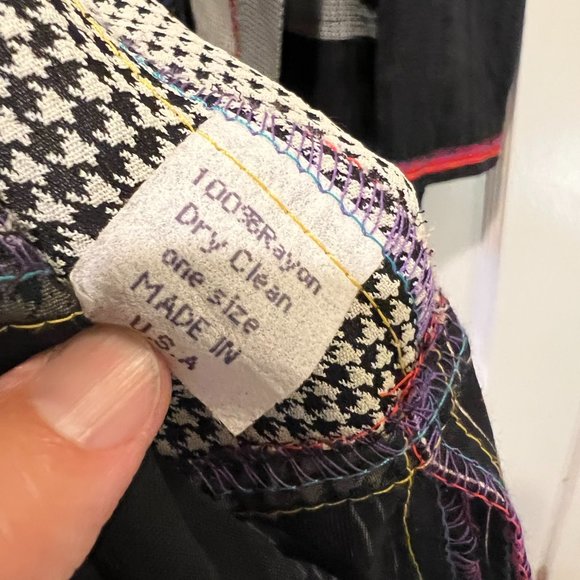 100%Rayon
Dry Clean
one size
MADE IN
U.S.A